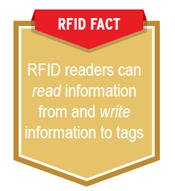 RFID FACT
RFID readers can
read information
from and write
information to tags